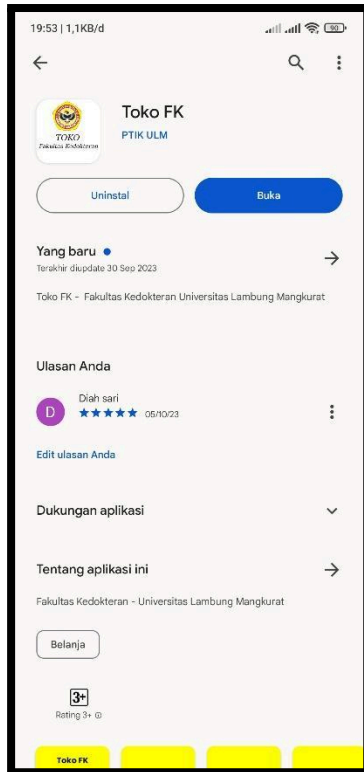 19:53 | 1,1KB/d
90
TOKO
Fakultas Kedokteran
Toko FK
PTIK ULM
Uninstal
Buka
Yang baru
Terakhir diupdate 30 Sep 2023
Toko FK - Fakultas Kedokteran Universitas Lambung Mangkurat
Ulasan Anda
D
Diah sari
05/10/23
Edit ulasan Anda
Dukungan aplikasi
Tentang aplikasi ini
Fakultas Kedokteran - Universitas Lambung Mangkurat
Belanja
3+
Rating 3+
Toko FK